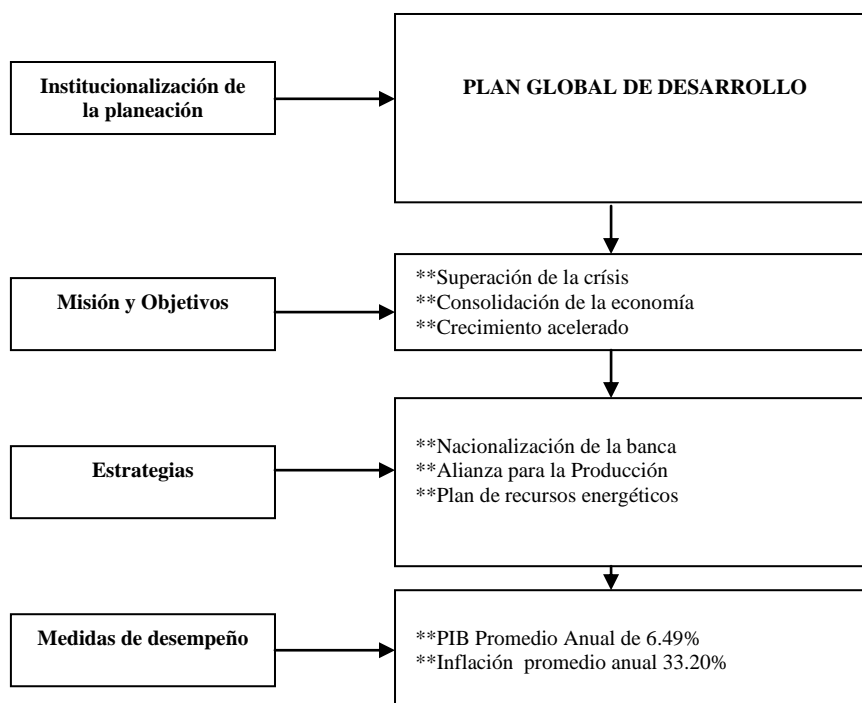 Institucionalización de
la planeación
PLAN GLOBAL DE DESARROLLO
Misión y Objetivos
**Superación de la crísis
**Consolidación de la economía
**Crecimiento acelerado
Estrategias
**Nacionalización de la banca
**Alianza para la Producción
**Plan de recursos energéticos
Medidas de desempeño
**PIB Promedio Anual de 6.49%
**Inflación promedio anual 33.20%